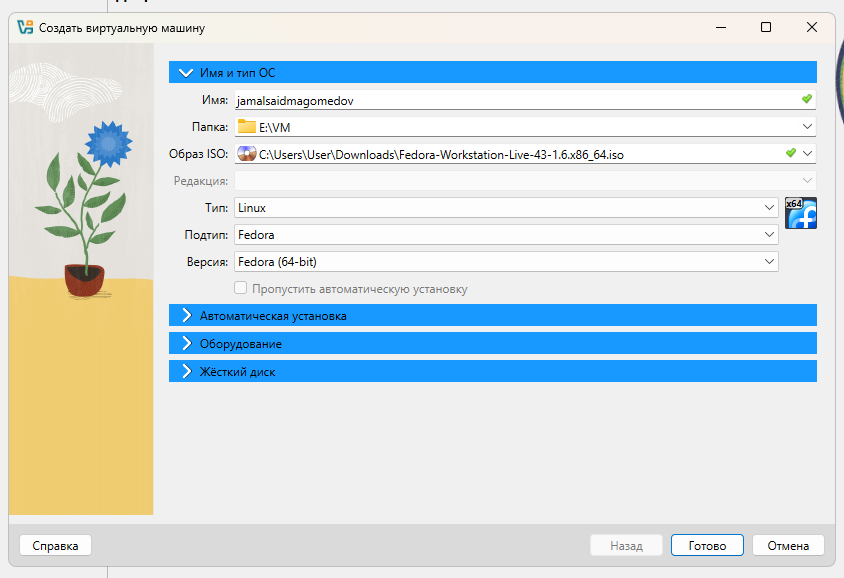 Создать виртуальную машину
Имя и тип ОС
Имя: jamalsaidmagomedov
Папка: E:\VM
Образ ISO: C:\Users\User\Downloads\Fedora-Workstation-Live-43-1.6.x86_64.iso
Редакция:
Тип: Linux
x64
Подтип: Fedora
Версия: Fedora (64-bit)
Пропустить автоматическую установку
Автоматическая установка
Оборудование
Жёсткий диск
Справка
Назад
Готово
Отмена